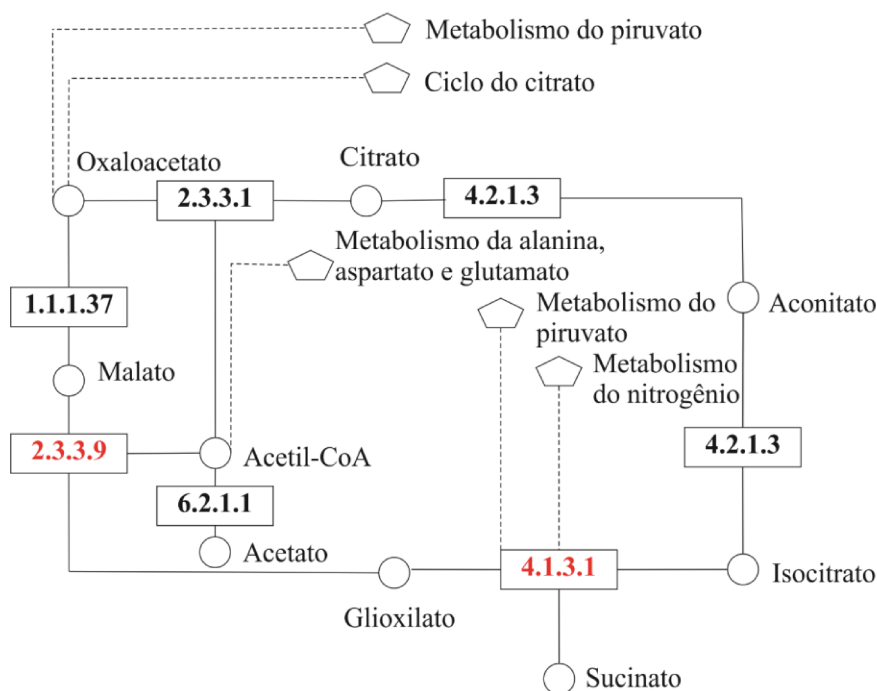 Metabolismo do piruvato
Ciclo do citrato
Oxaloacetato
Citrato
2.3.3.1
4.2.1.3
Metabolismo da alanina,
aspartato e glutamato
1.1.1.37
Metabolismo do
piruvato
Aconitato
Malato
Metabolismo
do nitrogênio
2.3.3.9
Acetil-CoA
4.2.1.3
6.2.1.1
Acetato
4.1.3.1
Isocitrato
Glioxilato
Sucinato